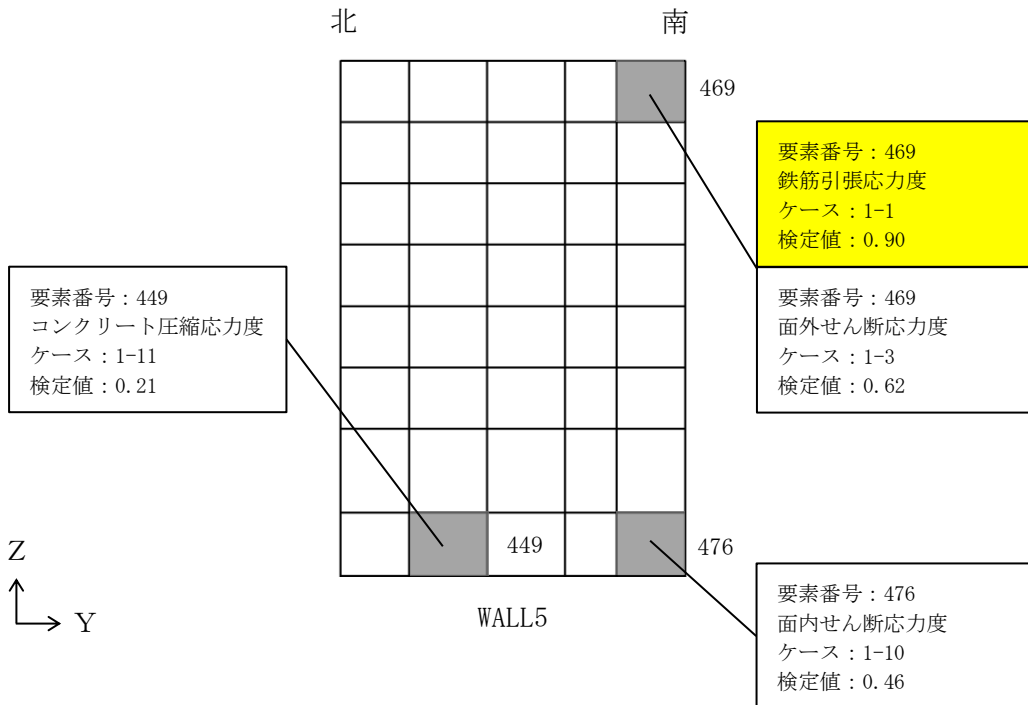 北
南
469
要素番号：469
鉄筋引張応力度
ケース：1-1
検定値：0.90
要素番号：449
コンクリート圧縮応力度
ケース：1-11
検定値：0.21
要素番号：469
面外せん断応力度
ケース：1-3
検定値：0.62
449
476
Z
Y
WALL5
要素番号：476
面内せん断応力度
ケース：1-10
検定値：0.46